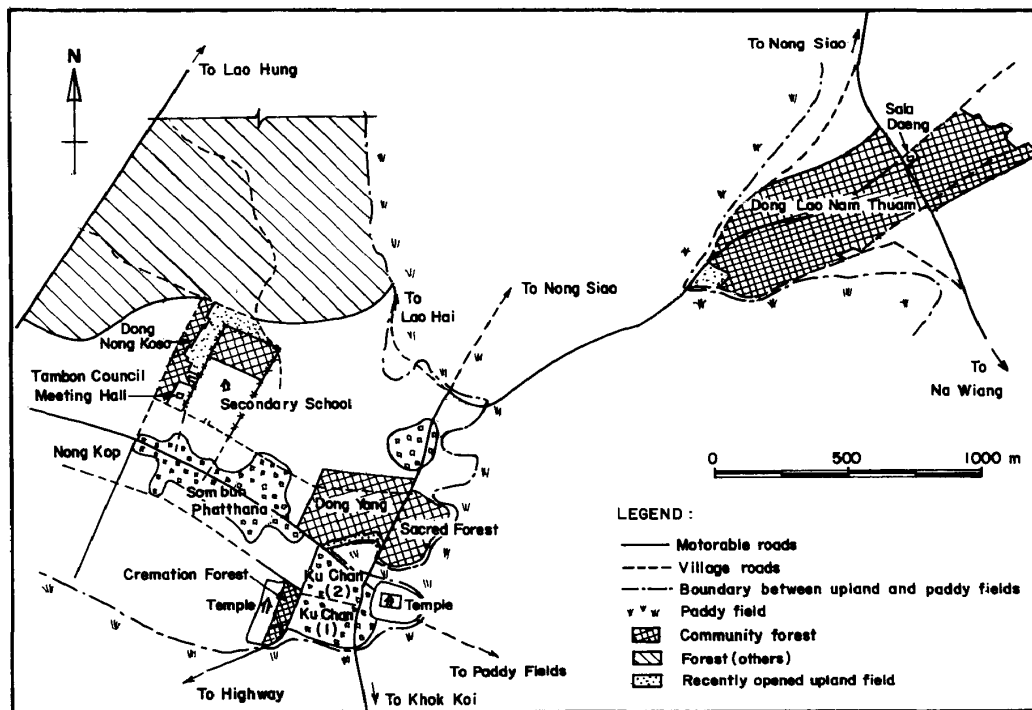 N
To Lao Hung
To Nong Siao
Sala
Daeng
Dong Lao Nam Thuam
To
Lao Hai
To Nong Siao
Dong
Nong Koso
Tambon Council
Meeting Hall
Secondary School
To
Na Wiang
Nong Kop
Som bun
Phatthana
Dong Yang
Sacred Forest
Cremation Forest
Temple
Ku Chan
(2)
Ku Chan
(1)
Temple
To Paddy Fields
To Highway
To Khok Koi
0 500 1000 m
LEGEND :
Motorable roads
Village roads
Boundary between upland and paddy fields
Paddy field
Community forest
Forest (others)
Recently opened upland field